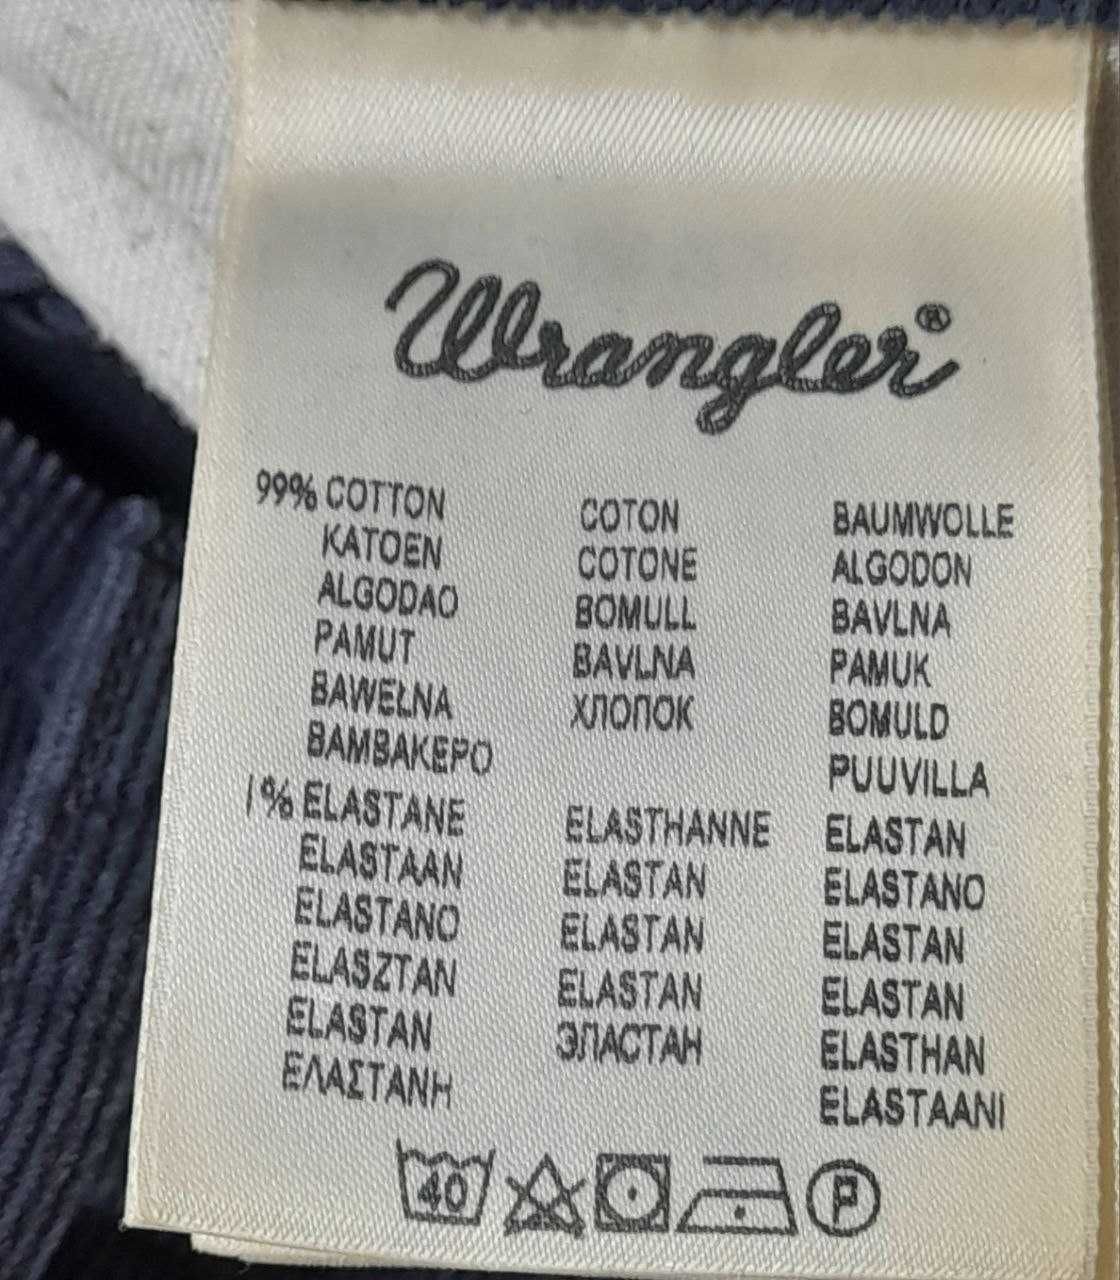 Wrangler®
99% COTTON COTON BAUMWOLLE
KATOEN COTONE ALGODON
ALGODAO BOMULL BAVLNA
PAMUT BAVLNA PAMUK
BAWEŁNA ХЛОПОК BOMULD
ΒΑΜΒΑΚΕΡΟ PUUVILLA
1% ELASTANE ELASTHANNE ELASTAN
ELASTAAN ELASTAN ELASTANO
ELASTANO ELASTAN ELASTAN
ELASZTAN ELASTAN ELASTAN
ELASTAN ЭЛАСТАН ELASTHAN
ΕΛΑΣΤΑΝΗ ELASTAANI
40 P